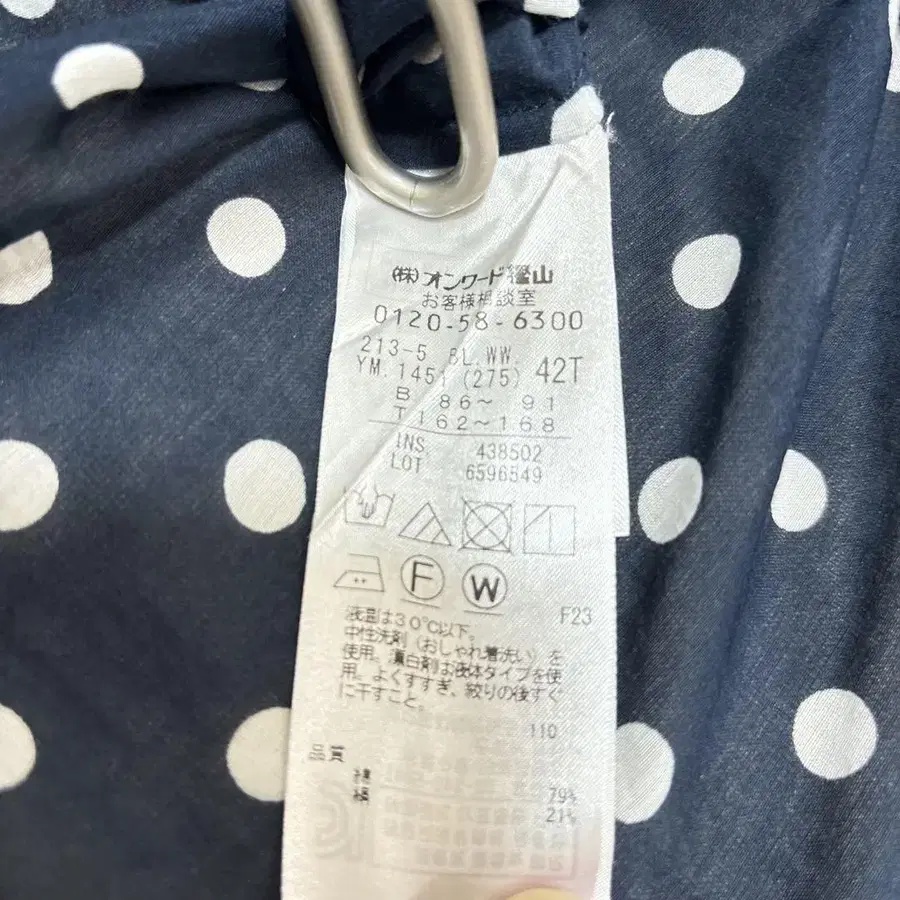 (株)オンワード樫山
お客様相談室
0120-58-6300
213-5 BL.WW.
YM.1451 (275) 42T
B 86～ 91
T 162～168
INS 438502
LOT 6596549
F W
F23
液温は30℃以下。
中性洗剤（おしゃれ着洗い）を
使用。漂白剤は液体タイプを使
用。よくすすぎ、絞りの後すぐ
に干すこと。
110
品質
綿 79%
絹 21%